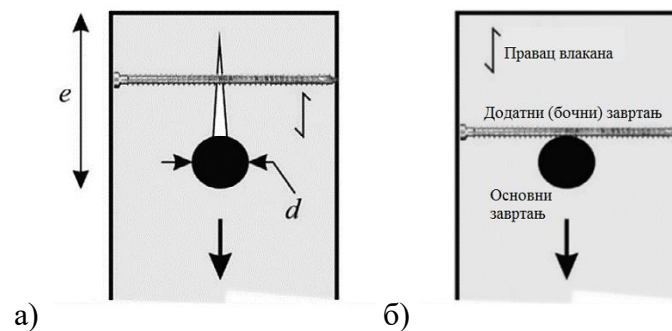 e
d
а)
Правац влакана
Додатни (бочни) завртањ
Основни
завртањ
б)